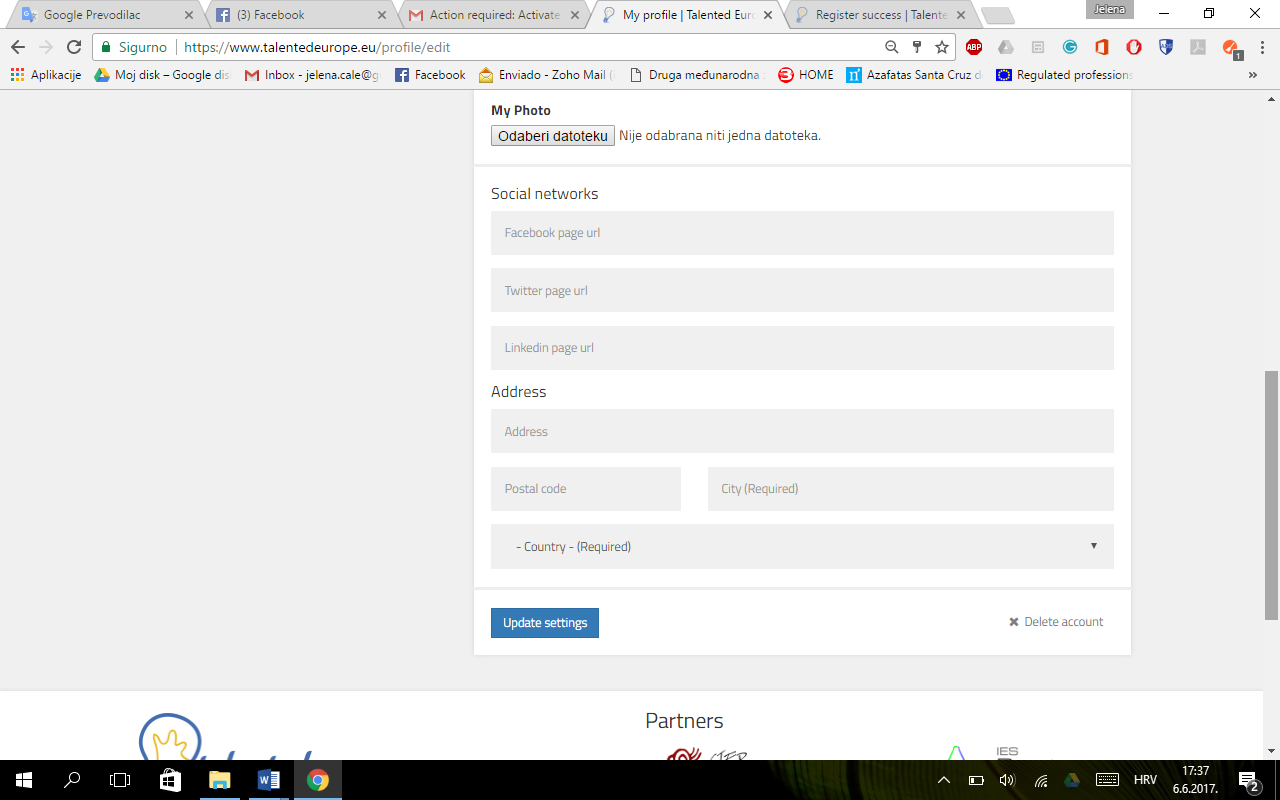 Google Prevodilac
(3) Facebook
Action required: Activate
My profile | Talented Euro
Register success | Talente
Jelena
Sigurno
https://www.talentedeurope.eu/profile/edit
ABP
1
Aplikacije
Moj disk – Google dis
Inbox - jelena.cale@g
Facebook
Enviado - Zoho Mail (
Druga međunarodna
HOME
Azafatas Santa Cruz d
Regulated professions
»
My Photo
Odaberi datoteku Nije odabrana niti jedna datoteka.
Social networks
Facebook page url
Twitter page url
Linkedin page url
Address
Address
Postal code
City (Required)
- Country - (Required)
Update settings
Delete account
Partners
IES
HRV
17:37
6.6.2017.
2